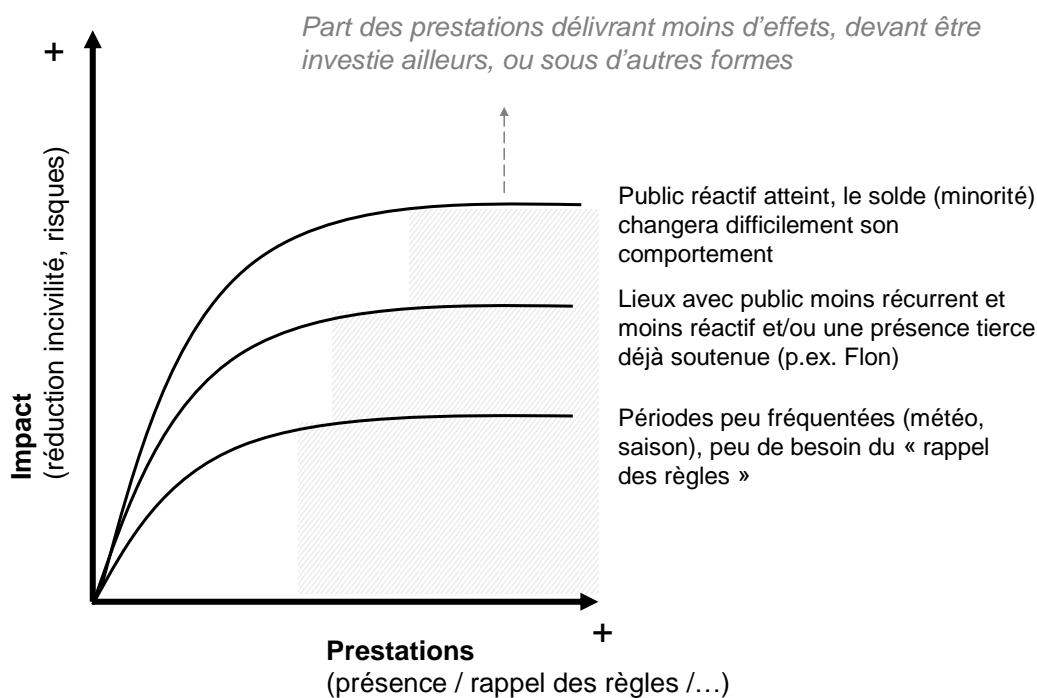 Part des prestations délivrant moins d’effets, devant être
investie ailleurs, ou sous d’autres formes
+
Impact
(réduction incivilité, risques)
Public réactif atteint, le solde (minorité)
changera difficilement son
comportement
Lieux avec public moins récurrent et
moins réactif et/ou une présence tierce
déjà soutenue (p.ex. Flon)
Périodes peu fréquentées (météo,
saison), peu de besoin du « rappel
des règles »
+
Prestations
(présence / rappel des règles /…)